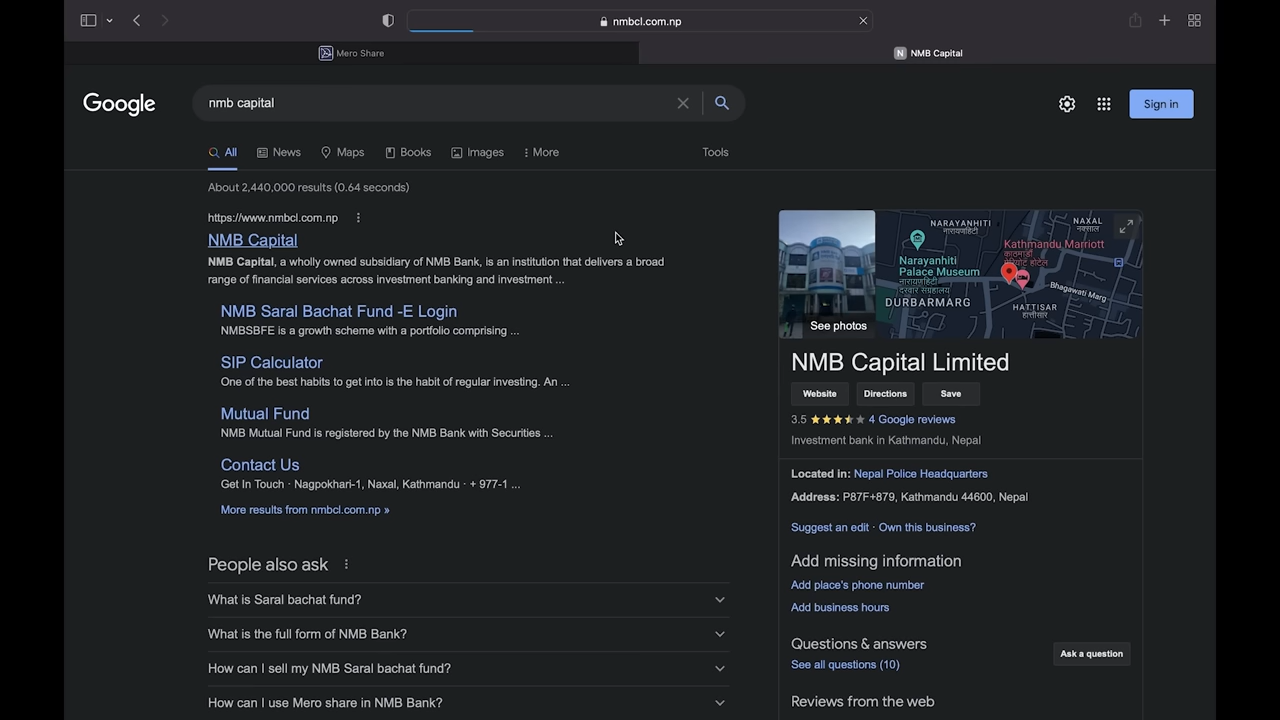 nmbcl.com.np
Mero Share
N NMB Capital
Google
nmb capital
Sign in
All
News
Maps
Books
Images
More
Tools
About 2,440,000 results (0.64 seconds)
https://www.nmbcl.com.np
NMB Capital
NMB Capital, a wholly owned subsidiary of NMB Bank, is an institution that delivers a broad
range of financial services across investment banking and investment ...
NMB Saral Bachat Fund -E Login
NMBSBFE is a growth scheme with a portfolio comprising ...
SIP Calculator
One of the best habits to get into is the habit of regular investing. An ...
Mutual Fund
NMB Mutual Fund is registered by the NMB Bank with Securities ...
Contact Us
Get In Touch · Nagpokhari-1, Naxal, Kathmandu · + 977-1 ...
More results from nmbcl.com.np »
People also ask
What is Saral bachat fund?
What is the full form of NMB Bank?
How can I sell my NMB Saral bachat fund?
How can I use Mero share in NMB Bank?
See photos
NARAYANHITI
नारायणहिटी
NAXAL
नक्साल
Kathmandu Marriott
काठमाडौं
होटेल
Narayanhiti
Palace Museum
नारायणहिटी
दरवार संग्रहालय
DURBARMARG
Bhagawati Marg
HATTISAR
हात्तीसार
NMB Capital Limited
Website
Directions
Save
3.5 4 Google reviews
Investment bank in Kathmandu, Nepal
Located in: Nepal Police Headquarters
Address: P87F+879, Kathmandu 44600, Nepal
Suggest an edit · Own this business?
Add missing information
Add place's phone number
Add business hours
Questions & answers
See all questions (10)
Ask a question
Reviews from the web